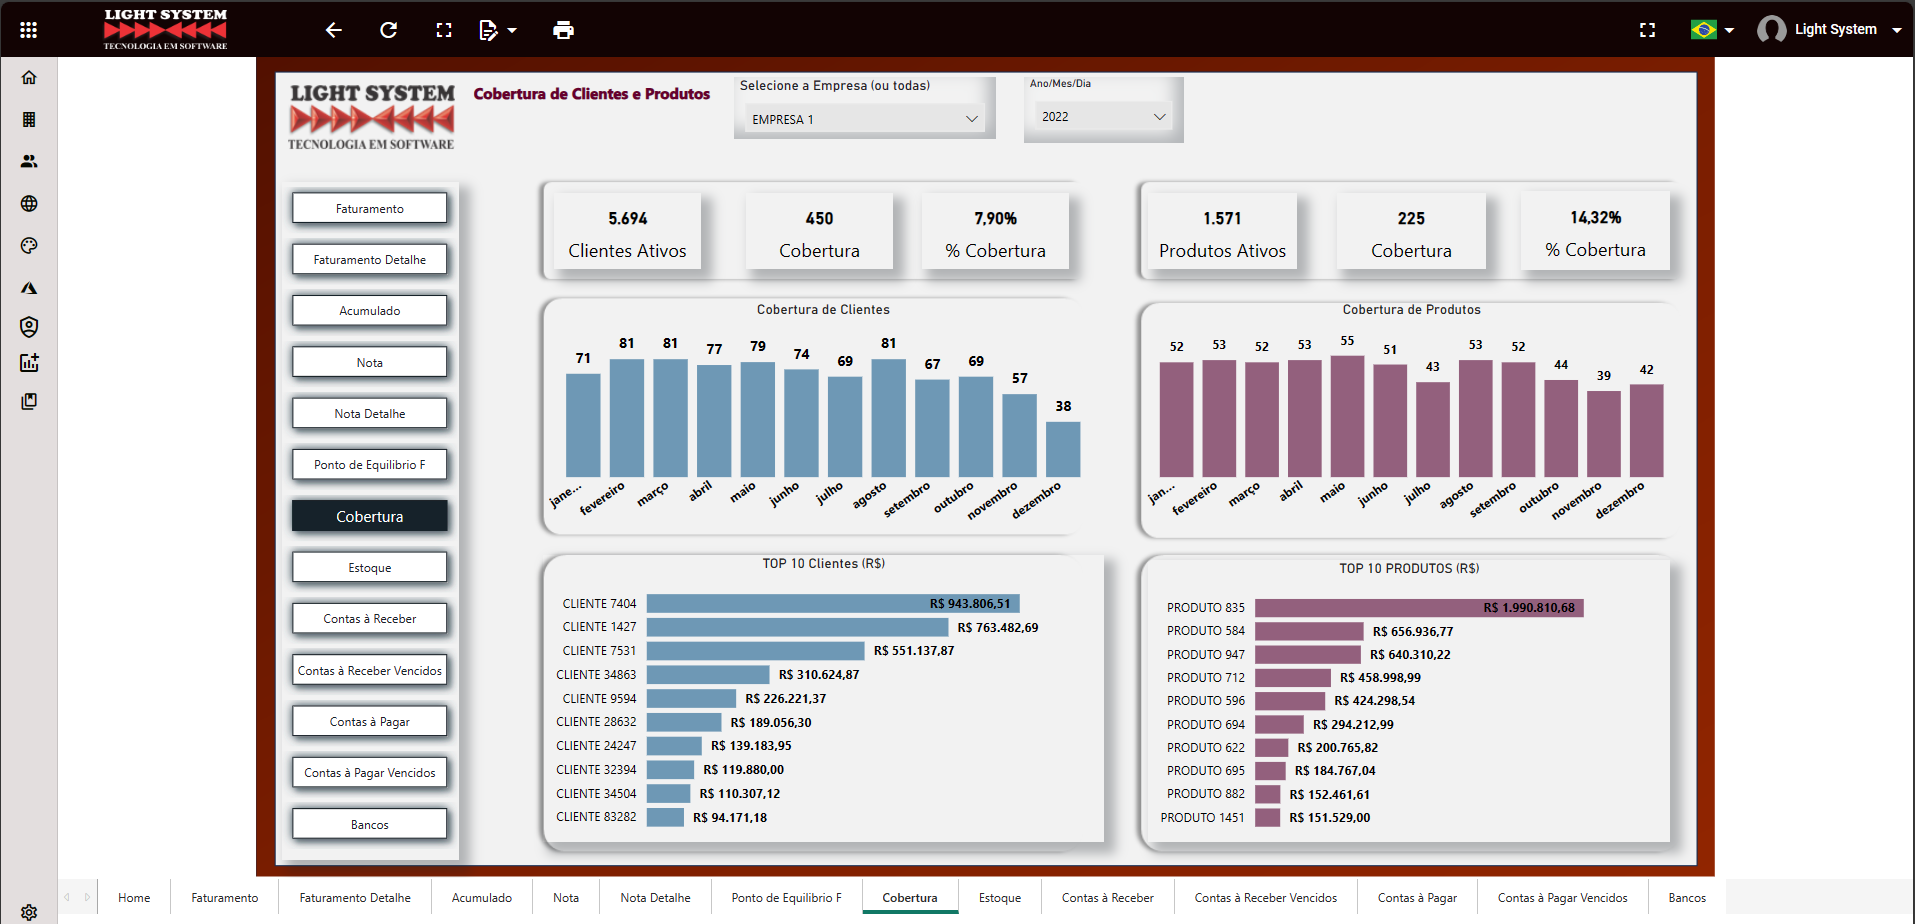 LIGHT SYSTEM
TECNOLOGIA EM SOFTWARE
Light System
LIGHT SYSTEM
TECNOLOGIA EM SOFTWARE
Cobertura de Clientes e Produtos
Selecione a Empresa (ou todas)
EMPRESA 1
Ano/Mes/Dia
2022
Faturamento
Faturamento Detalhe
Acumulado
Nota
Nota Detalhe
Ponto de Equilibrio F
Cobertura
Estoque
Contas à Receber
Contas à Receber Vencidos
Contas à Pagar
Contas à Pagar Vencidos
Bancos
5.694
Clientes Ativos
450
Cobertura
7,90%
% Cobertura
1.571
Produtos Ativos
225
Cobertura
14,32%
% Cobertura
Cobertura de Clientes
71 81 81 77 79 74 69 81 67 69 57 38
jane... fevereiro março abril maio junho julho agosto setembro outubro novembro dezembro
Cobertura de Produtos
52 53 52 53 55 51 43 53 52 44 39 42
jan... fevereiro março abril maio junho julho agosto setembro outubro novembro dezembro
TOP 10 Clientes (R$)
CLIENTE 7404 R$ 943.806,51
CLIENTE 1427 R$ 763.482,69
CLIENTE 7531 R$ 551.137,87
CLIENTE 34863 R$ 310.624,87
CLIENTE 9594 R$ 226.221,37
CLIENTE 28632 R$ 189.056,30
CLIENTE 24247 R$ 139.183,95
CLIENTE 32394 R$ 119.880,00
CLIENTE 34504 R$ 110.307,12
CLIENTE 83282 R$ 94.171,18
TOP 10 PRODUTOS (R$)
PRODUTO 835 R$ 1.990.810,68
PRODUTO 584 R$ 656.936,77
PRODUTO 947 R$ 640.310,22
PRODUTO 712 R$ 458.998,99
PRODUTO 596 R$ 424.298,54
PRODUTO 694 R$ 294.212,99
PRODUTO 622 R$ 200.765,82
PRODUTO 695 R$ 184.767,04
PRODUTO 882 R$ 152.461,61
PRODUTO 1451 R$ 151.529,00
Home Faturamento Faturamento Detalhe Acumulado Nota Nota Detalhe Ponto de Equilibrio F Cobertura Estoque Contas à Receber Contas à Receber Vencidos Contas à Pagar Contas à Pagar Vencidos Bancos